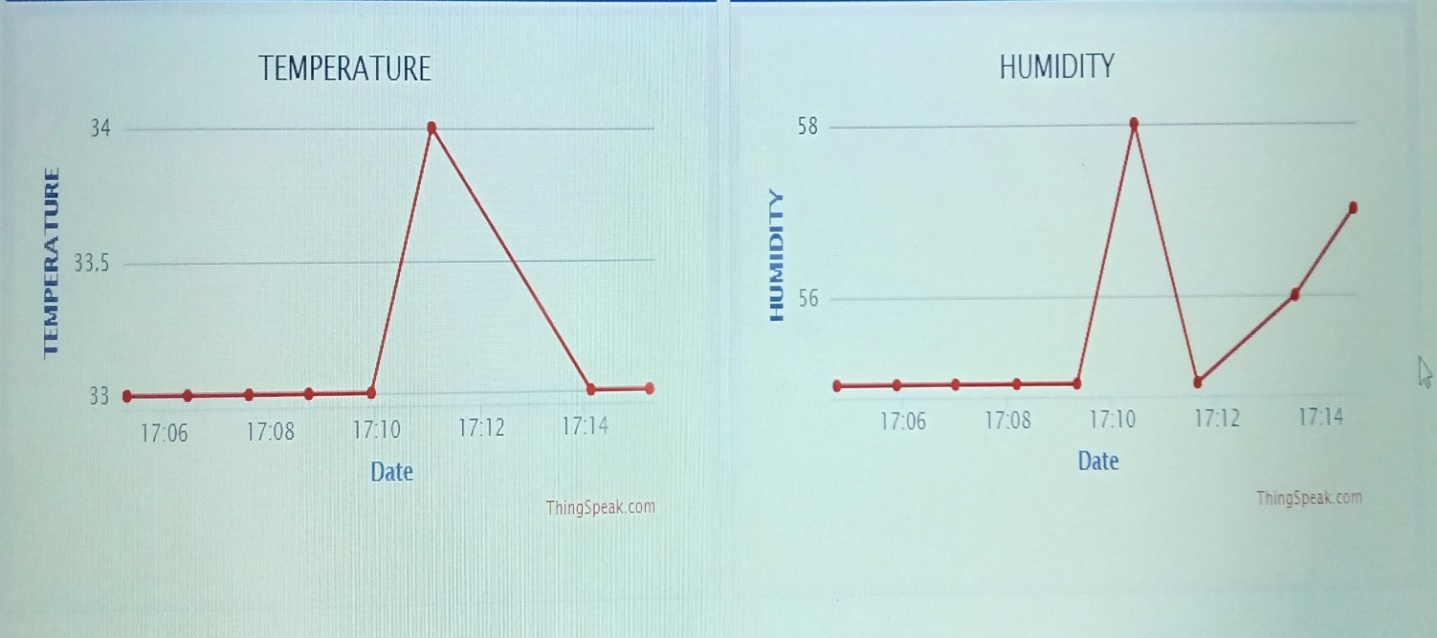 TEMPERATURE
34
33.5
33
TEMPERATURE
17:06 17:08 17:10 17:12 17:14
Date
ThingSpeak.com
HUMIDITY
58
56
HUMIDITY
17:06 17:08 17:10 17:12 17:14
Date
ThingSpeak.com